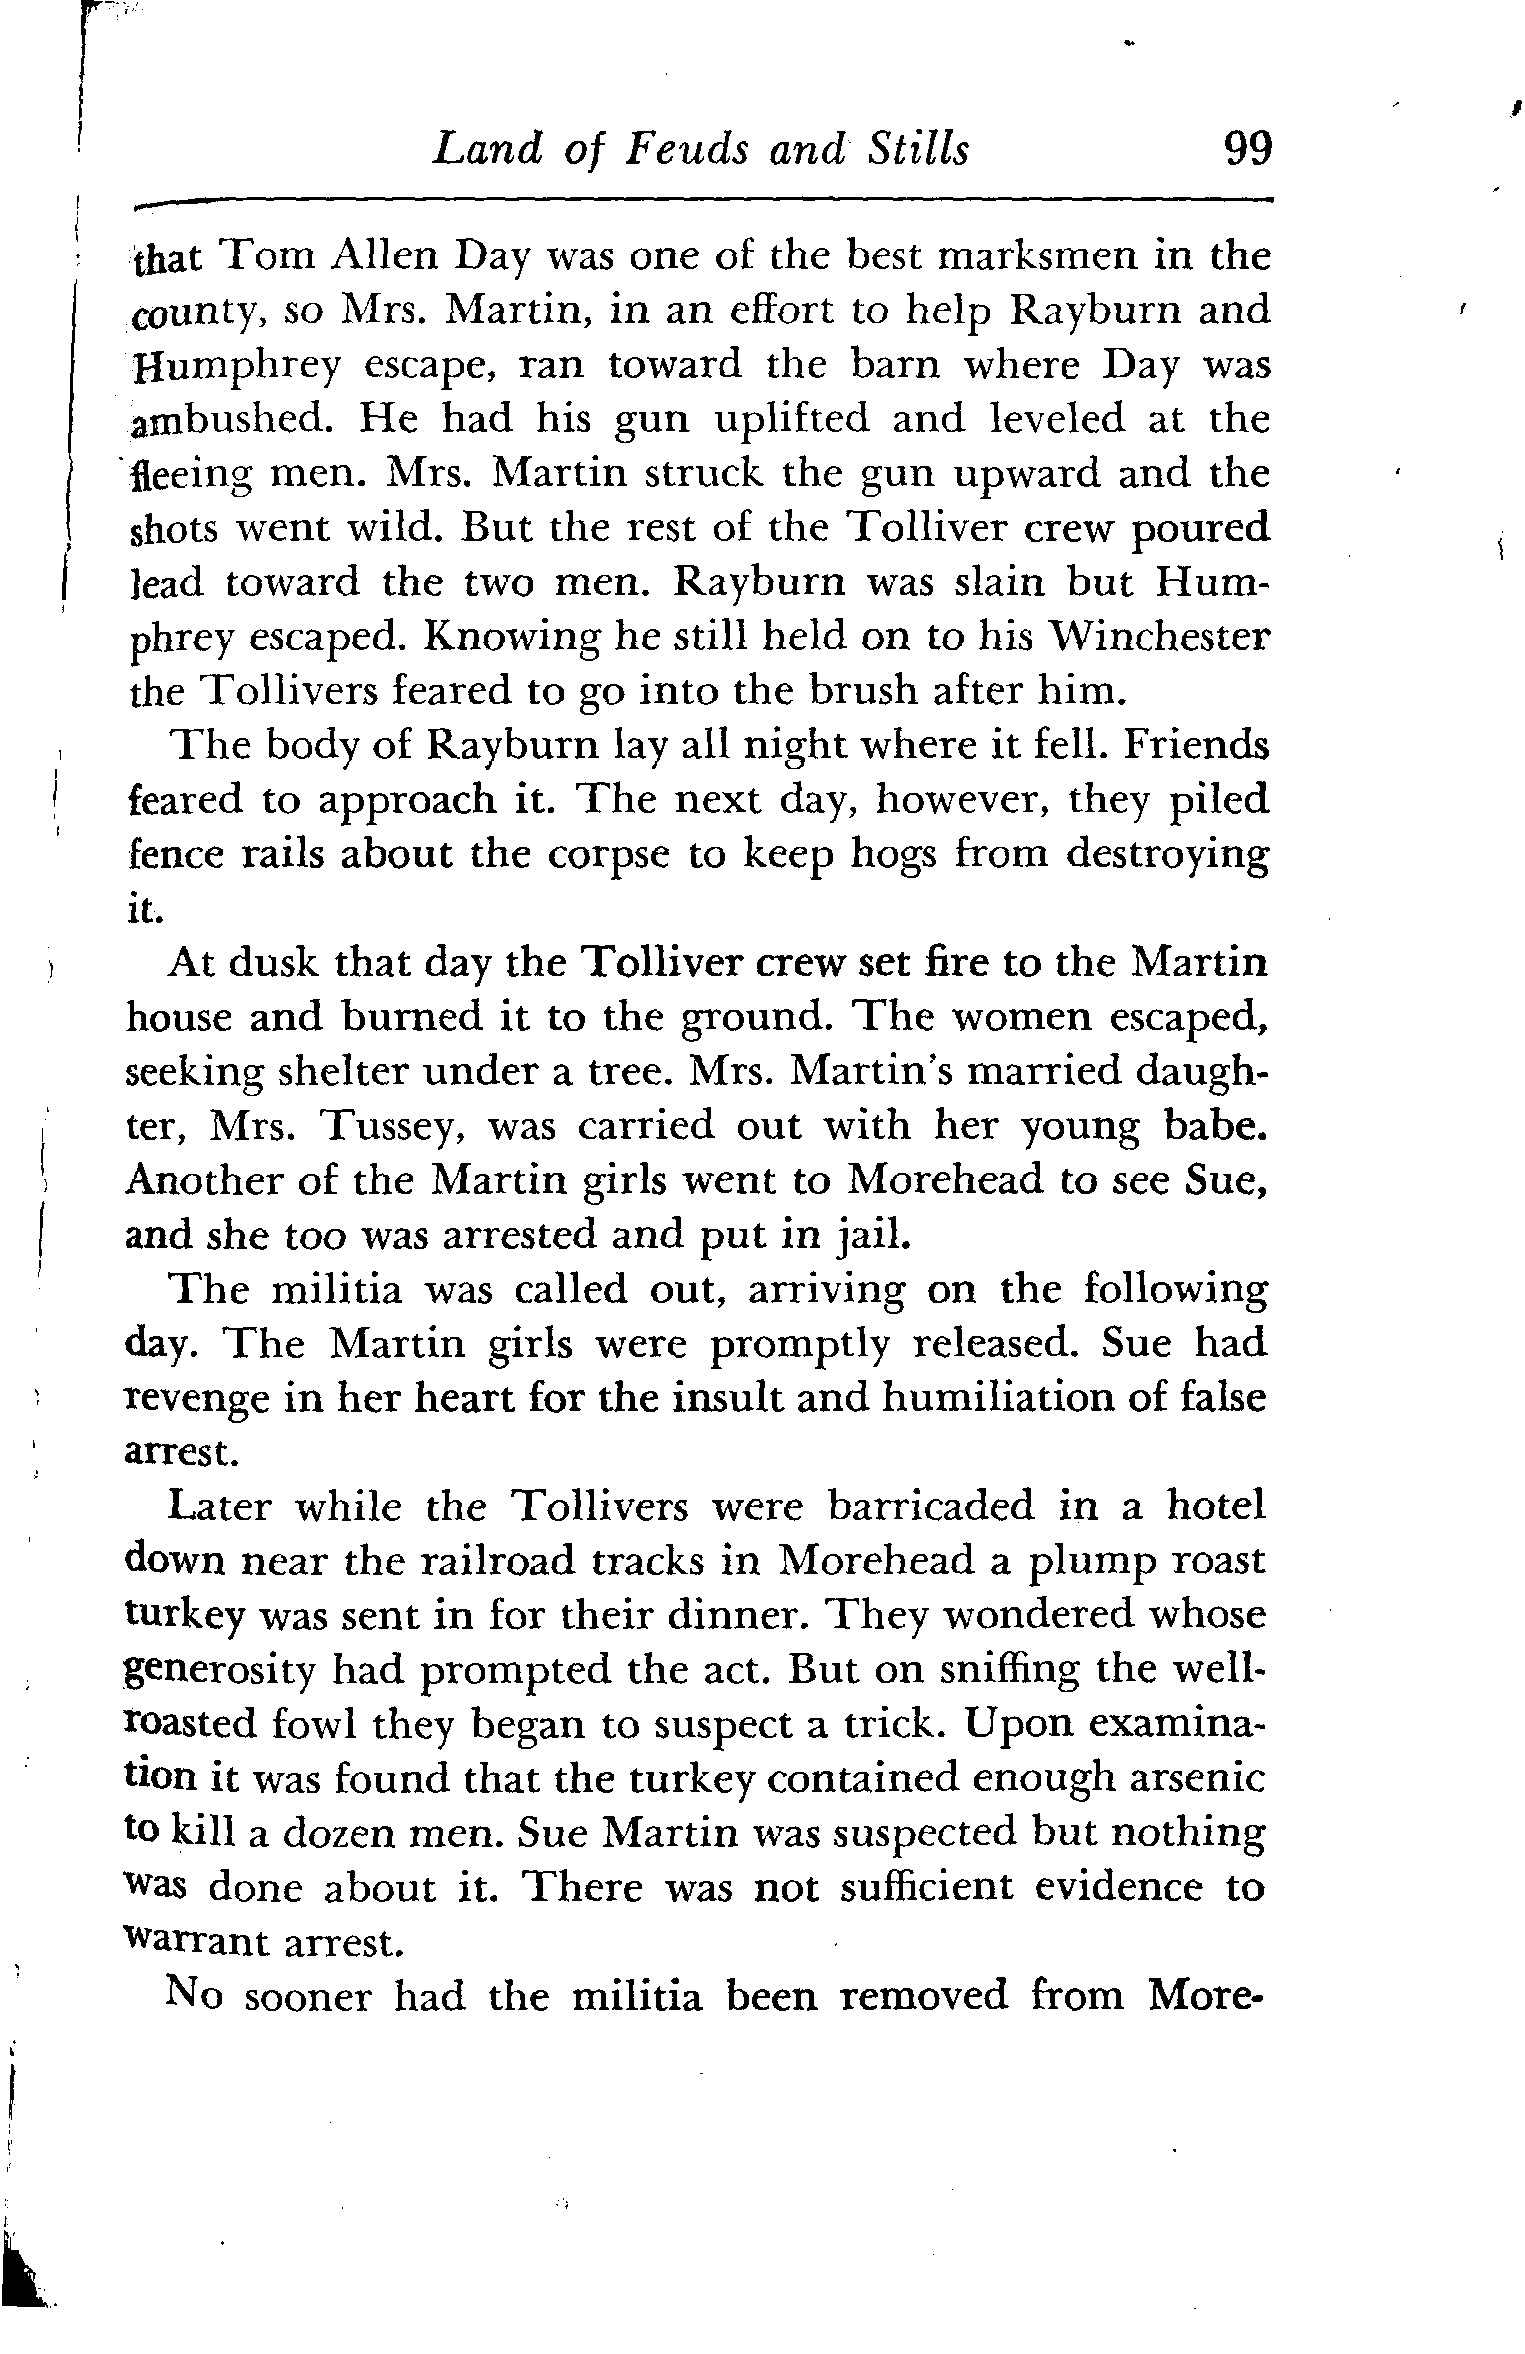 Land of Feuds and Stills 99
that Tom Allen Day was one of the best marksmen in the
county, so Mrs. Martin, in an effort to help Rayburn and
Humphrey escape, ran toward the barn where Day was
ambushed. He had his gun uplifted and leveled at the
fleeing men. Mrs. Martin struck the gun upward and the
shots went wild. But the rest of the Tolliver crew poured
lead toward the two men. Rayburn was slain but Hum-
phrey escaped. Knowing he still held on to his Winchester
the Tollivers feared to go into the brush after him.
The body of Rayburn lay all night where it fell. Friends
feared to approach it. The next day, however, they piled
fence rails about the corpse to keep hogs from destroying
it.
At dusk that day the Tolliver crew set fire to the Martin
house and burned it to the ground. The women escaped,
seeking shelter under a tree. Mrs. Martin's married daugh-
ter, Mrs. Tussey, was carried out with her young babe.
Another of the Martin girls went to Morehead to see Sue,
and she too was arrested and put in jail.
The militia was called out, arriving on the following
day. The Martin girls were promptly released. Sue had
revenge in her heart for the insult and humiliation of false
arrest.
Later while the Tollivers were barricaded in a hotel
down near the railroad tracks in Morehead a plump roast
turkey was sent in for their dinner. They wondered whose
generosity had prompted the act. But on sniffing the well-
roasted fowl they began to suspect a trick. Upon examina-
tion it was found that the turkey contained enough arsenic
to kill a dozen men. Sue Martin was suspected but nothing
was done about it. There was not sufficient evidence to
warrant arrest.
No sooner had the militia been removed from More-